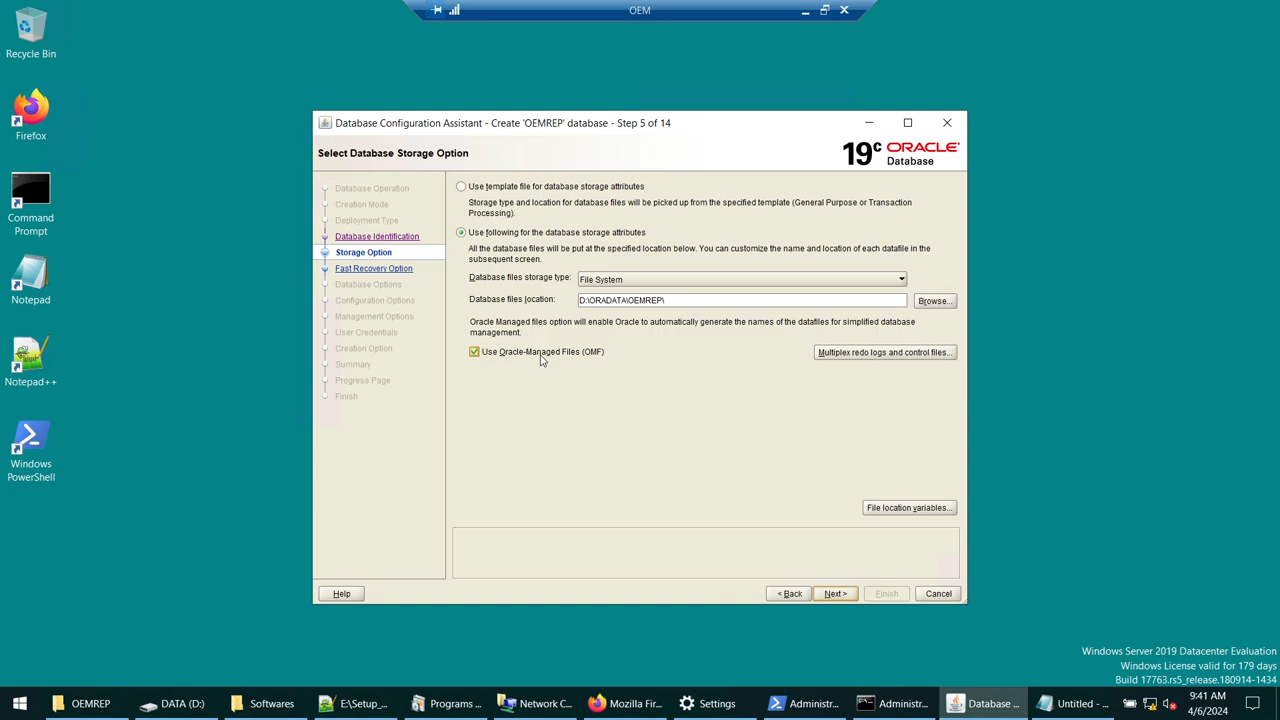 OEM
Recycle Bin
Firefox
Command
Prompt
Notepad
Notepad++
Windows
PowerShell
Database Configuration Assistant - Create 'OEMREP' database - Step 5 of 14
Select Database Storage Option
19c ORACLE
Database
Database Operation
Creation Mode
Deployment Type
Database Identification
Storage Option
Fast Recovery Option
Database Options
Configuration Options
Management Options
User Credentials
Creation Option
Summary
Progress Page
Finish
Use template file for database storage attributes
Storage type and location for database files will be picked up from the specified template (General Purpose or Transaction
Processing).
Use following for the database storage attributes
All the database files will be put at the specified location below. You can customize the name and location of each datafile in the
subsequent screen.
Database files storage type: File System
Database files location: D:\ORADATA\OEMREP\ Browse...
Oracle Managed files option will enable Oracle to automatically generate the names of the datafiles for simplified database
management.
Use Oracle-Managed Files (OMF) Multiplex redo logs and control files...
File location variables...
Help < Back Next > Finish Cancel
Windows Server 2019 Datacenter Evaluation
Windows License valid for 179 days
Build 17763.rs5_release.180914-1434
OEMREP DATA (D:) Softwares E:\Setup_... Programs ... Network C... Mozilla Fir... Settings Administr... Administr... Database ... Untitled - ... 9:41 AM
4/6/2024